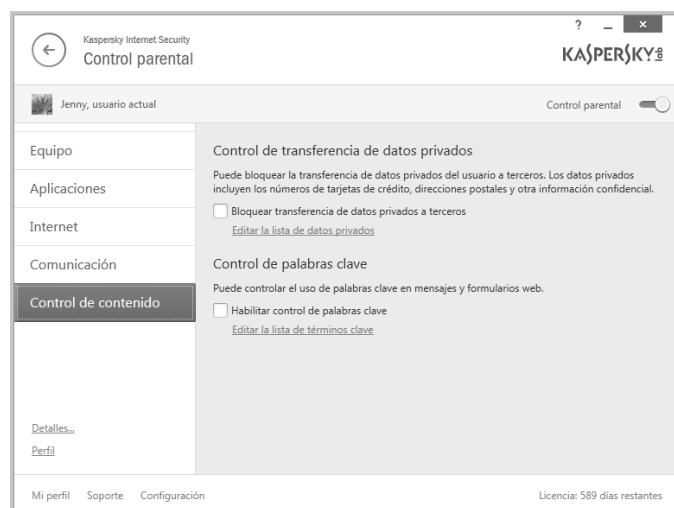 ?
Kaspersky Internet Security
Control parental
KASPERSKY lab
Jenny, usuario actual
Control parental
Equipo
Aplicaciones
Internet
Comunicación
Control de contenido
Detalles...
Perfil
Control de transferencia de datos privados
Puede bloquear la transferencia de datos privados del usuario a terceros. Los datos privados
incluyen los números de tarjetas de crédito, direcciones postales y otra información confidencial.
Bloquear transferencia de datos privados a terceros
Editar la lista de datos privados
Control de palabras clave
Puede controlar el uso de palabras clave en mensajes y formularios web.
Habilitar control de palabras clave
Editar la lista de términos clave
Mi perfil Soporte Configuración
Licencia: 589 días restantes